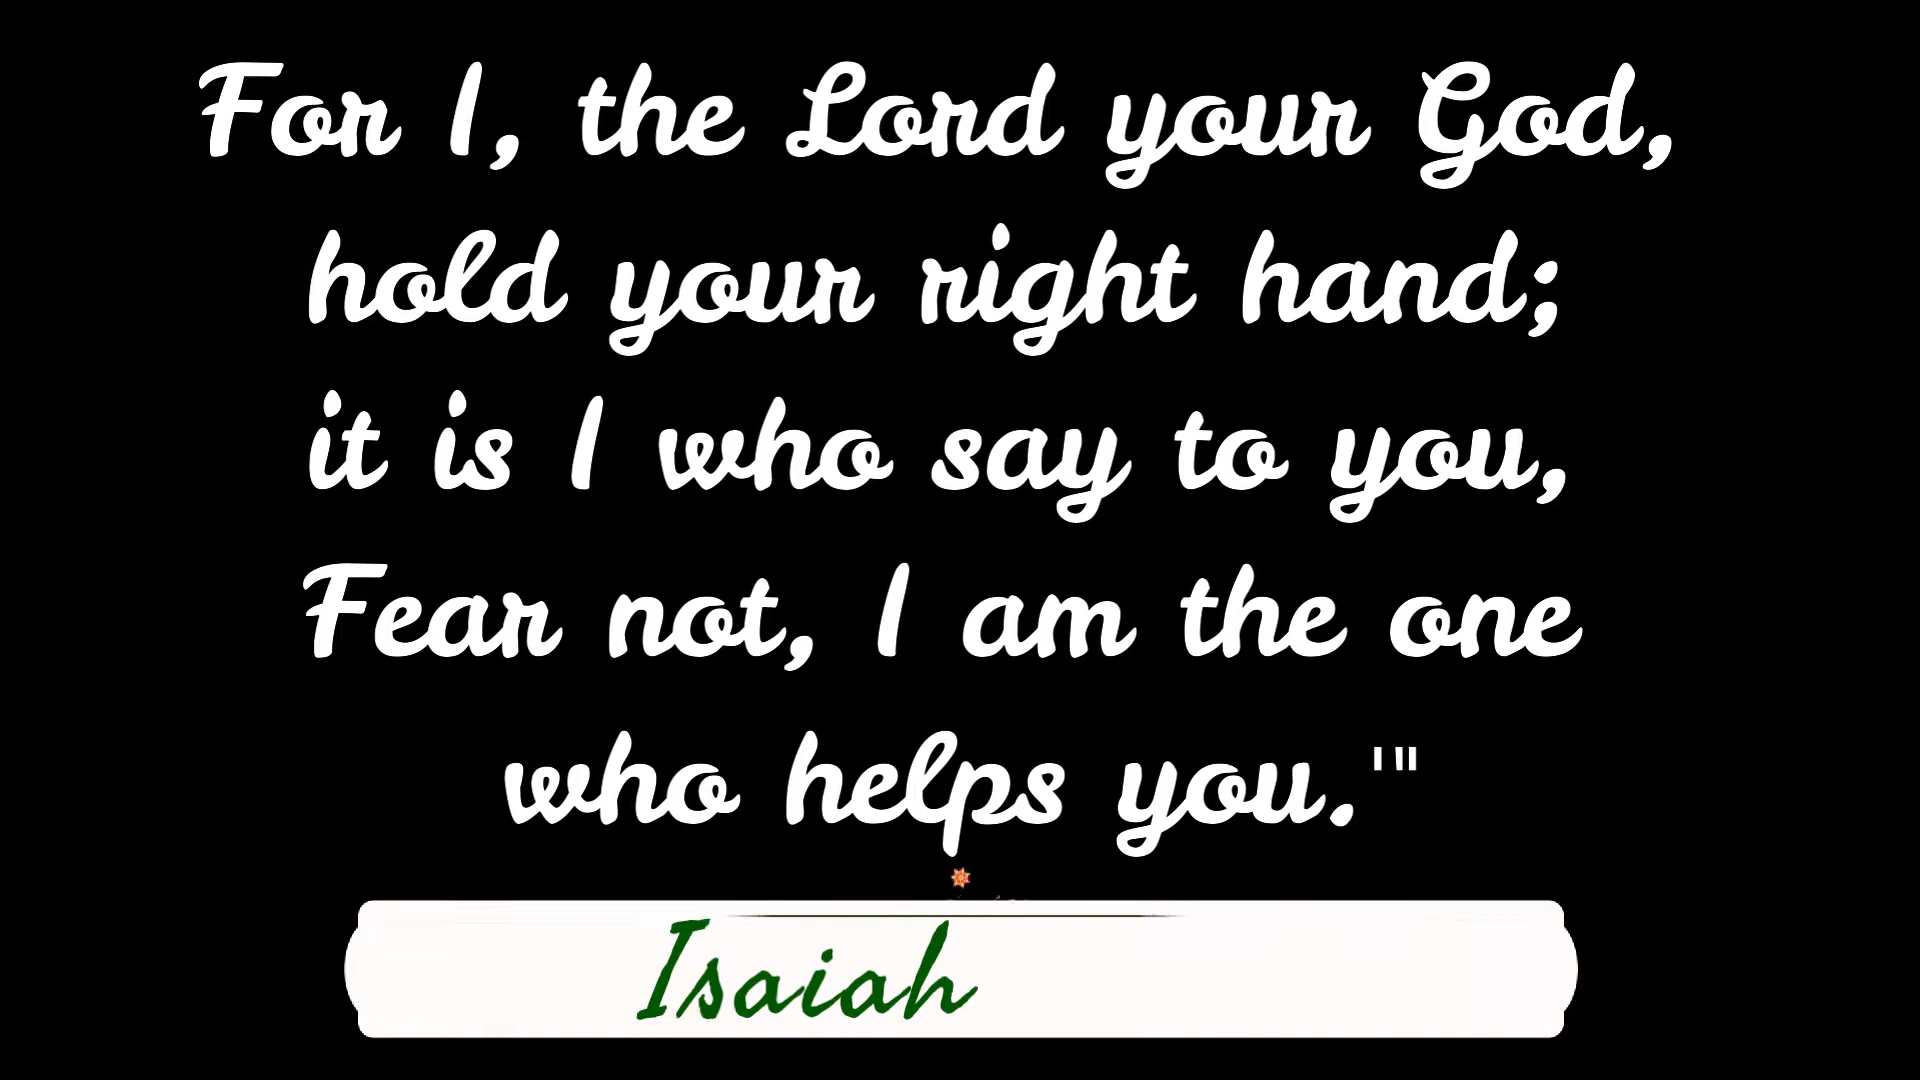 For I, the Lord your God,
hold your right hand;
it is I who say to you,
Fear not, I am the one
who helps you.'"
Isaiah